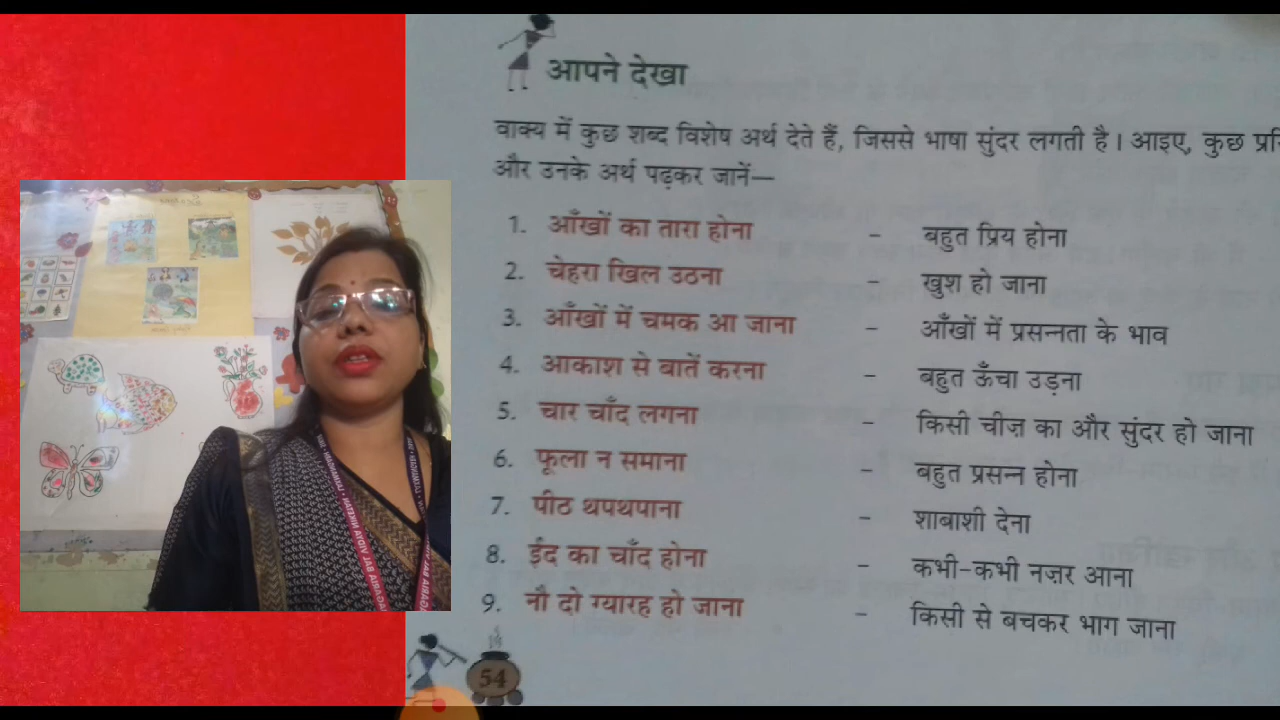 आपने देखा
वाक्य में कुछ शब्द विशेष अर्थ देते हैं, जिससे भाषा सुंदर लगती है। आइए, कुछ
और उनके अर्थ पढ़कर जानें—
1. आँखों का तारा होना – बहुत प्रिय होना
2. चेहरा खिल उठना – खुश हो जाना
3. आँखों में चमक आ जाना – आँखों में प्रसन्नता के भाव
4. आकाश से बातें करना – बहुत ऊँचा उड़ना
5. चार चाँद लगना – किसी चीज़ का और सुंदर हो जाना
6. फूला न समाना – बहुत प्रसन्न होना
7. पीठ थपथपाना – शाबाशी देना
8. ईद का चाँद होना – कभी-कभी नज़र आना
9. नौ दो ग्यारह हो जाना – किसी से बचकर भाग जाना
54